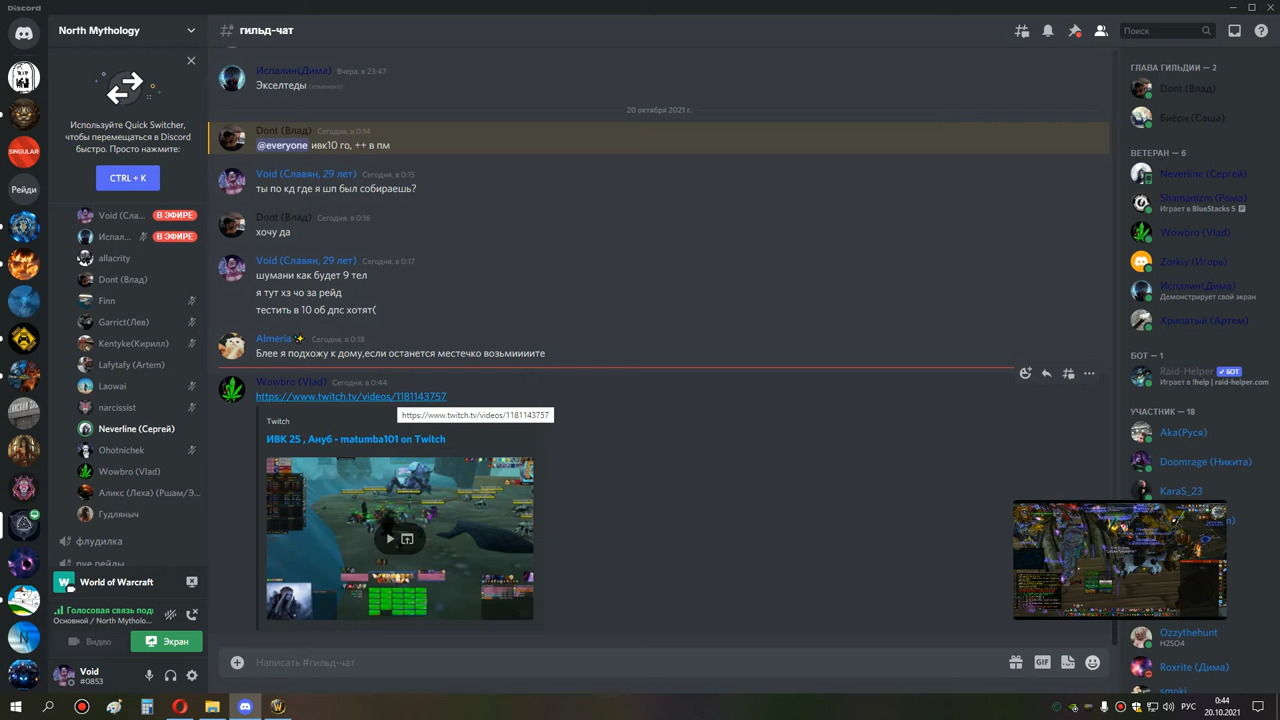 Discord
North Mythology
гильд-чат
Поиск
Используйте Quick Switcher,
чтобы перемещаться в Discord
быстро. Просто нажмите:
CTRL + K
SINGULAR
Рейди
Void (Сла... В ЭФИРЕ
Испал... В ЭФИРЕ
allacrity
Dont (Влад)
Finn
Garrict(Лев)
Kentyke(Кирилл)
Lafytafy (Artem)
Laowai
narcissist
Neverline (Сергей)
Ohotnichek
Wowbro (Vlad)
Аликс (Леха) (Ршам/Э...
Гудляныч
флудилка
руе рейды
World of Warcraft
Голосовая связь подн
Основной / North Mytholo...
Видео
Экран
Void
#0853
Испалин(Дима) Вчера, в 23:47
Экселтеды (изменено)
20 октября 2021 г.
Dont (Влад) Сегодня, в 0:14
@everyone ивк10 го, ++ в пм
Void (Славян, 29 лет) Сегодня, в 0:15
ты по кд где я шп был собираешь?
Dont (Влад) Сегодня, в 0:16
хочу да
Void (Славян, 29 лет) Сегодня, в 0:17
шумани как будет 9 тел
я тут хз чо за рейд
тестить в 10 об дпс хотят(
Almeria✨ Сегодня, в 0:18
Блее я подхожу к дому,если останется местечко возьмииите
Wowbro (Vlad) Сегодня, в 0:44
https://www.twitch.tv/videos/1181143757
https://www.twitch.tv/videos/1181143757
Twitch
ИВК 25 , Ануб - matumba101 on Twitch
Написать #гильд-чат
GIF
ГЛАВА ГИЛЬДИИ — 2
Dont (Влад)
Биёрн (Саша)
ВЕТЕРАН — 6
Neverline (Сергей)
Shamanizm (Рома)
Играет в BlueStacks 5
Wowbro (Vlad)
Zorkiy (Игорь)
Испалин(Дима)
Демонстрирует свой экран
Хрипатый (Артем)
БОТ — 1
Raid-Helper ✓ БОТ
Играет в !help | raid-helper.com
УЧАСТНИК — 18
Aka(Руся)
Doomrage (Никита)
KaraS_23
Ozzythehunt
H2SO4
Roxrite (Дима)
smoki
РУС
0:44
20.10.2021